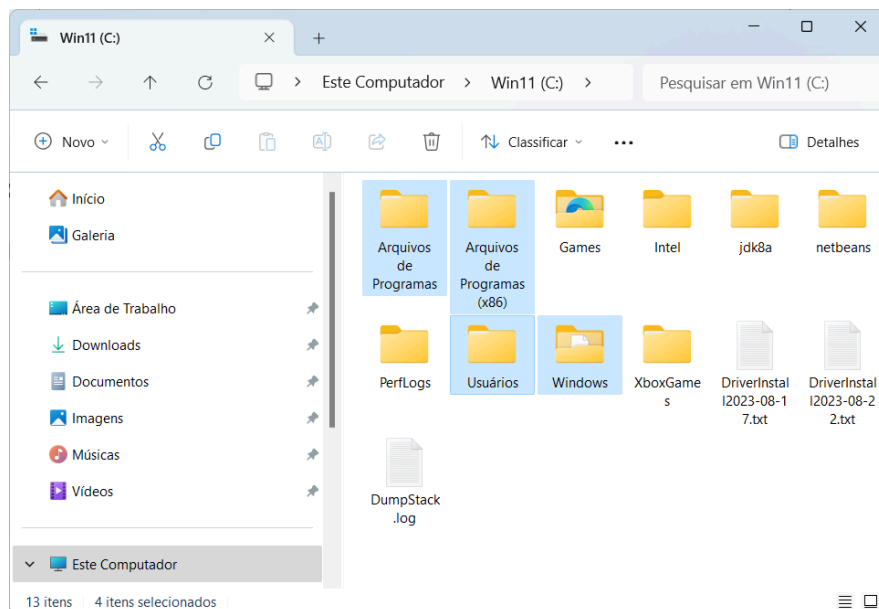 Win11 (C:)
Este Computador > Win11 (C:) >
Pesquisar em Win11 (C:)
Novo
Classificar
Detalhes
Início
Galeria
Área de Trabalho
Downloads
Documentos
Imagens
Músicas
Vídeos
Este Computador
Arquivos
de
Programas
Arquivos
de
Programas
(x86)
Games
Intel
jdk8a
netbeans
PerfLogs
Usuários
Windows
XboxGame
s
DriverInstal
l2023-08-1
7.txt
DriverInstal
l2023-08-2
2.txt
DumpStack
.log
13 itens
4 itens selecionados